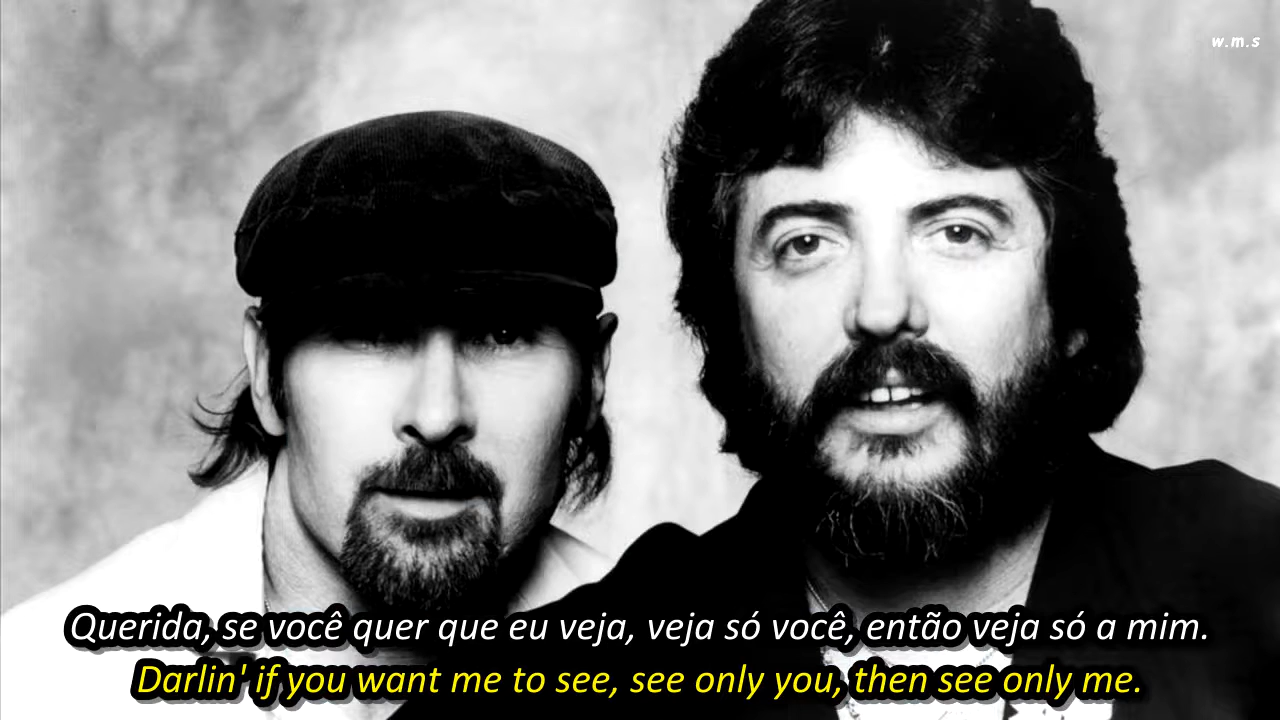 w.m.s
Querida, se você quer que eu veja, veja só você, então veja só a mim.
Darlin' if you want me to see, see only you, then see only me.